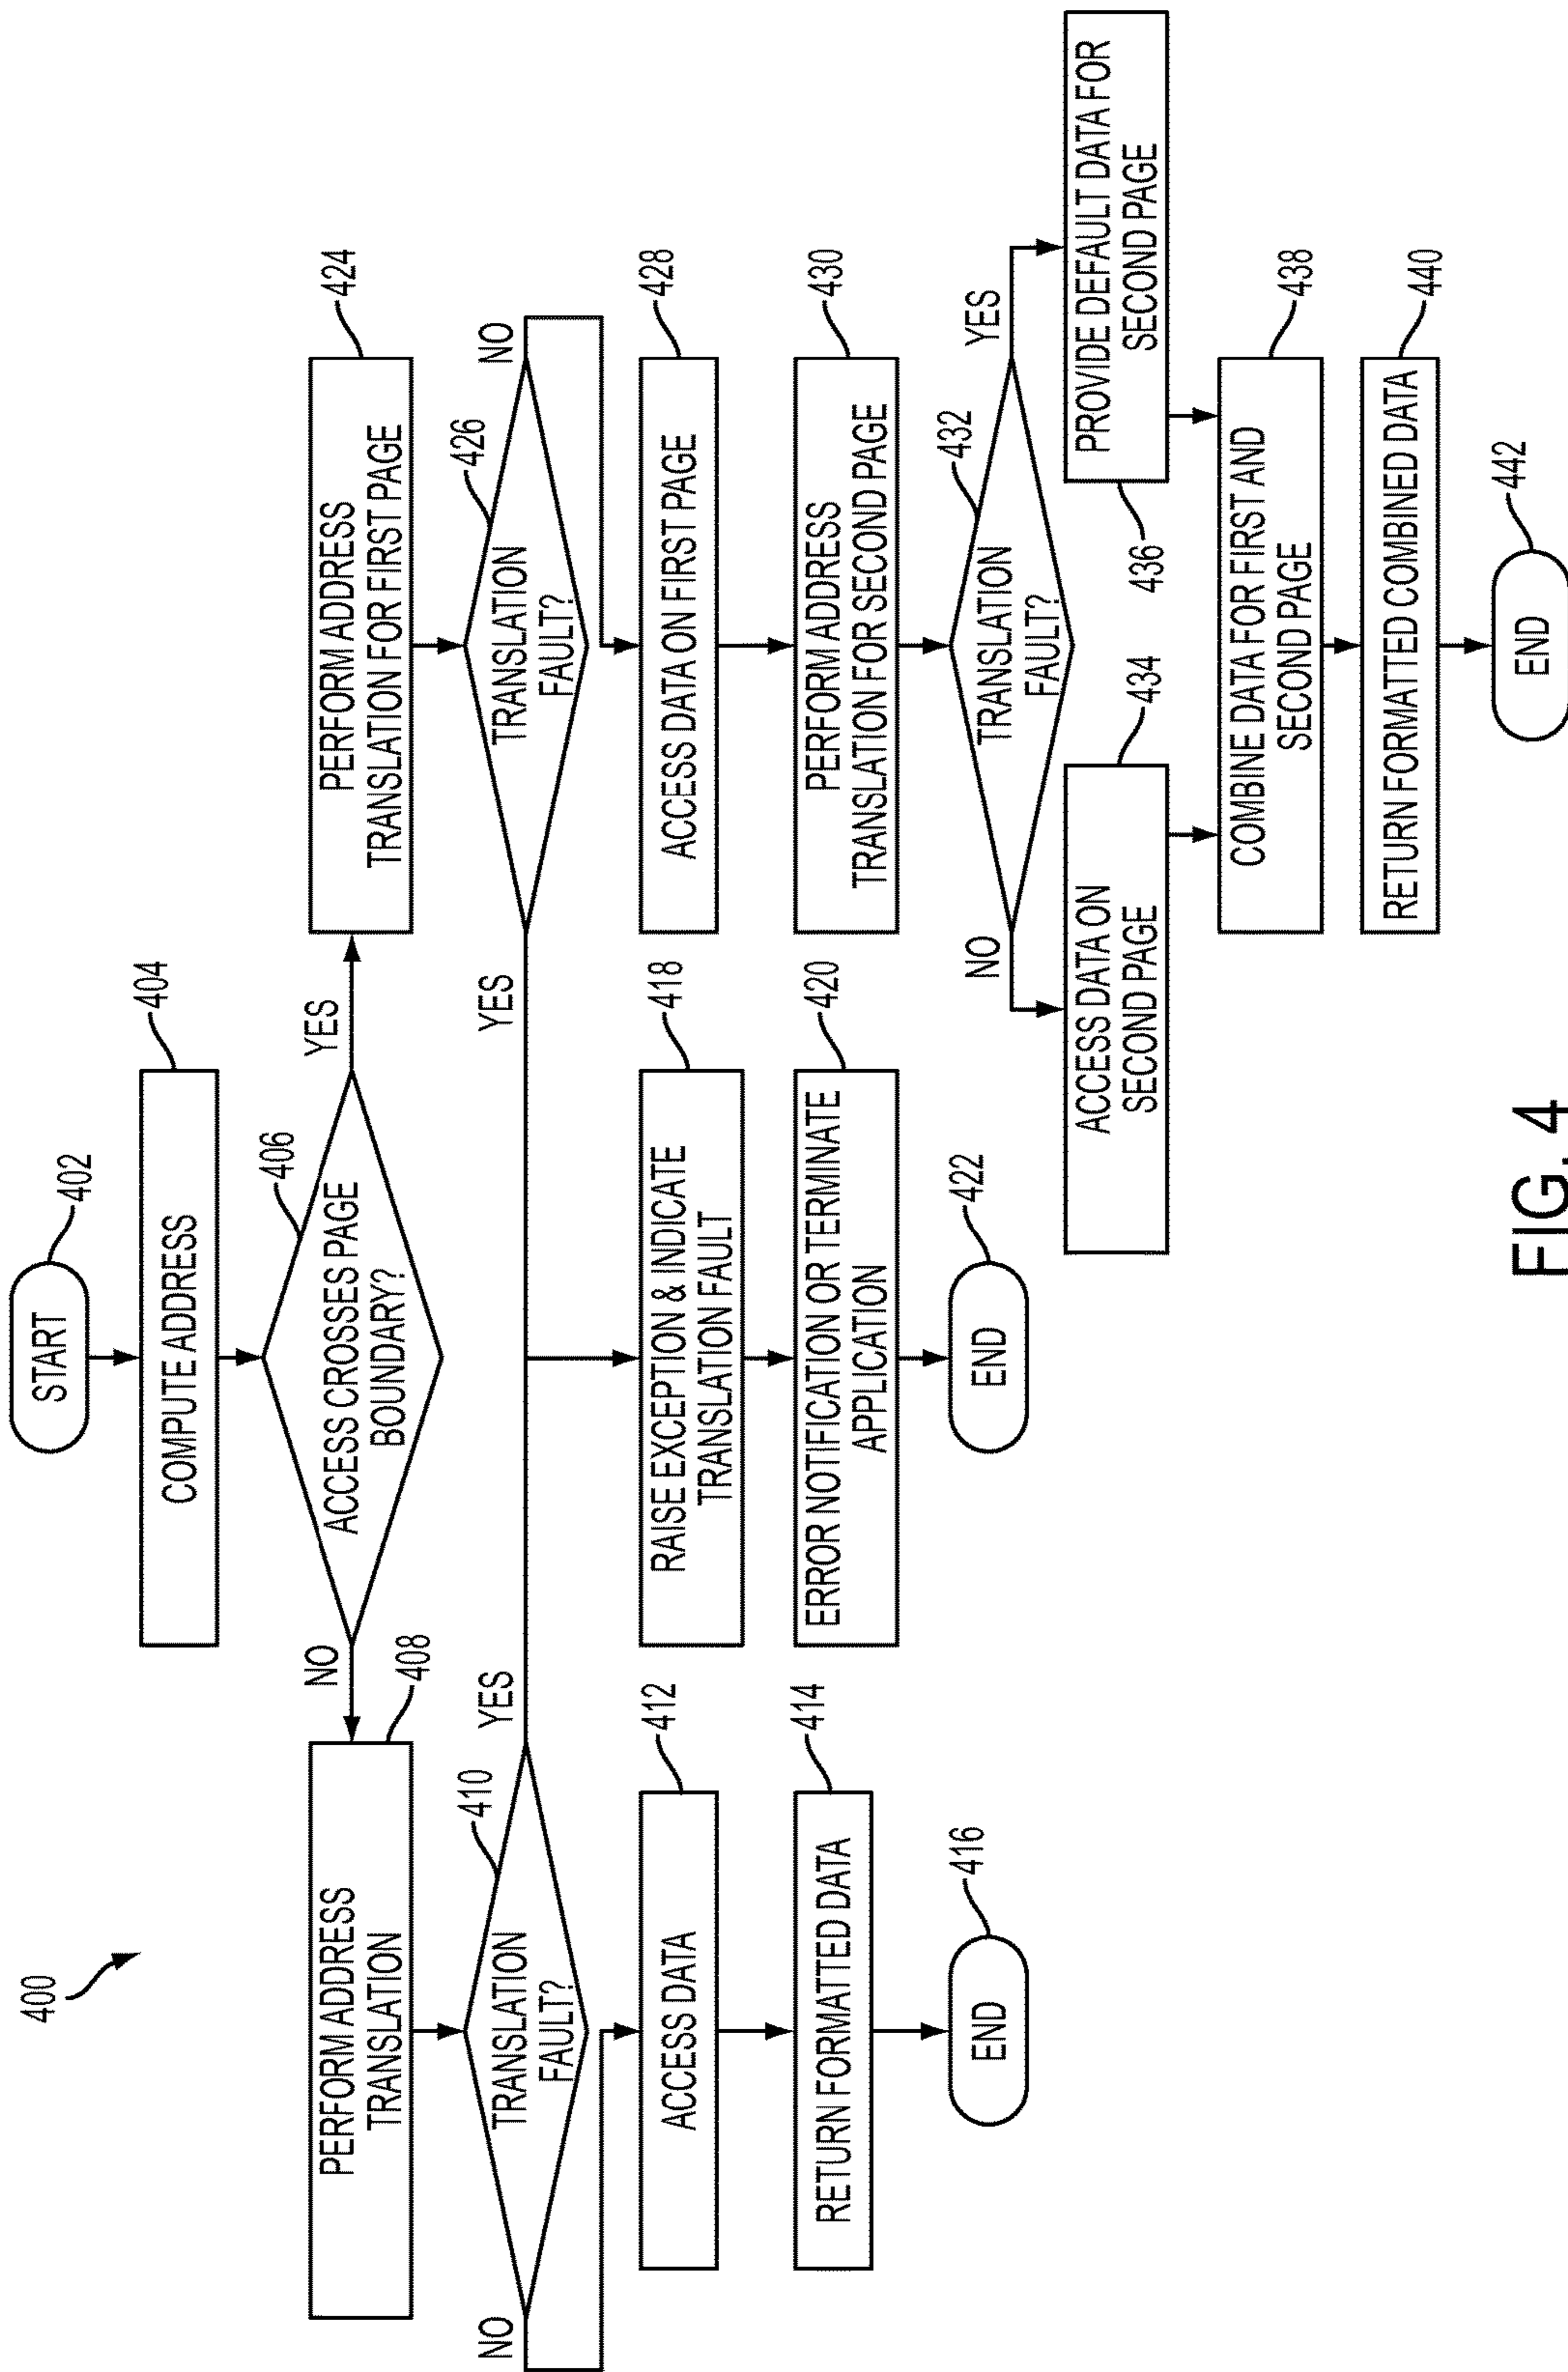 400
START
402
COMPUTE ADDRESS
404
ACCESS CROSSES PAGE
BOUNDARY?
406
NO
YES
PERFORM ADDRESS
TRANSLATION
408
TRANSLATION
FAULT?
410
NO
YES
ACCESS DATA
412
RETURN FORMATTED DATA
414
END
416
RAISE EXCEPTION & INDICATE
TRANSLATION FAULT
418
ERROR NOTIFICATION OR TERMINATE
APPLICATION
420
END
422
PERFORM ADDRESS
TRANSLATION FOR FIRST PAGE
424
TRANSLATION
FAULT?
426
YES
NO
ACCESS DATA ON FIRST PAGE
428
PERFORM ADDRESS
TRANSLATION FOR SECOND PAGE
430
TRANSLATION
FAULT?
432
NO
YES
ACCESS DATA ON
SECOND PAGE
434
PROVIDE DEFAULT DATA FOR
SECOND PAGE
436
COMBINE DATA FOR FIRST AND
SECOND PAGE
438
RETURN FORMATTED COMBINED DATA
440
END
442
FIG. 4